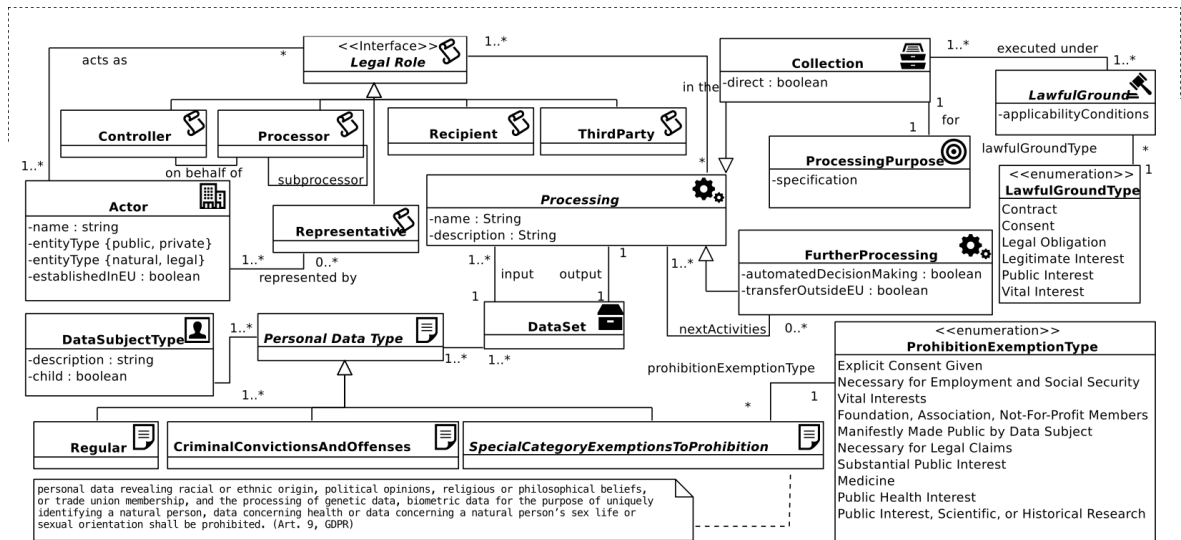 <<Interface>>
Legal Role
1..*
acts as
*
Collection
-direct : boolean
in the
1..*
executed under
1..*
LawfulGround
-applicabilityConditions
1
for
1
lawfulGroundType
*
1
Controller
Processor
Recipient
ThirdParty
on behalf of
subprocessor
ProcessingPurpose
-specification
<<enumeration>>
LawfulGroundType
Contract
Consent
Legal Obligation
Legitimate Interest
Public Interest
Vital Interest
1..*
Actor
-name : string
-entityType {public, private}
-entityType {natural, legal}
-establishedInEU : boolean
Representative
1..*
0..*
represented by
*
Processing
-name : String
-description : String
1..*
input
output
1
1..*
1
1
FurtherProcessing
-automatedDecisionMaking : boolean
-transferOutsideEU : boolean
nextActivities
0..*
DataSet
DataSubjectType
-description : string
-child : boolean
1..*
Personal Data Type
1..*
1..*
1..*
prohibitionExemptionType
*
1
<<enumeration>>
ProhibitionExemptionType
Explicit Consent Given
Necessary for Employment and Social Security
Vital Interests
Foundation, Association, Not-For-Profit Members
Manifestly Made Public by Data Subject
Necessary for Legal Claims
Substantial Public Interest
Medicine
Public Health Interest
Public Interest, Scientific, or Historical Research
Regular
CriminalConvictionsAndOffenses
SpecialCategoryExemptionsToProhibition
personal data revealing racial or ethnic origin, political opinions, religious or philosophical beliefs,
or trade union membership, and the processing of genetic data, biometric data for the purpose of uniquely
identifying a natural person, data concerning health or data concerning a natural person's sex life or
sexual orientation shall be prohibited. (Art. 9, GDPR)